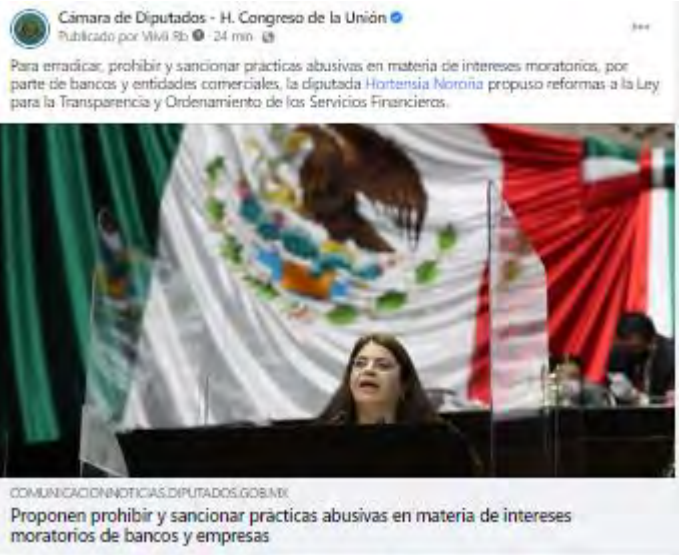 Cámara de Diputados - H. Congreso de la Unión
Publicado por Viivii Rb · 24 min ·
Para erradicar, prohibir y sancionar prácticas abusivas en materia de intereses moratorios, por
parte de bancos y entidades comerciales, la diputada Hortensia Noroña propuso reformas a la Ley
para la Transparencia y Ordenamiento de los Servicios Financieros.
COMUNICACIONNOTICIAS.DIPUTADOS.GOB.MX
Proponen prohibir y sancionar prácticas abusivas en materia de intereses
moratorios de bancos y empresas